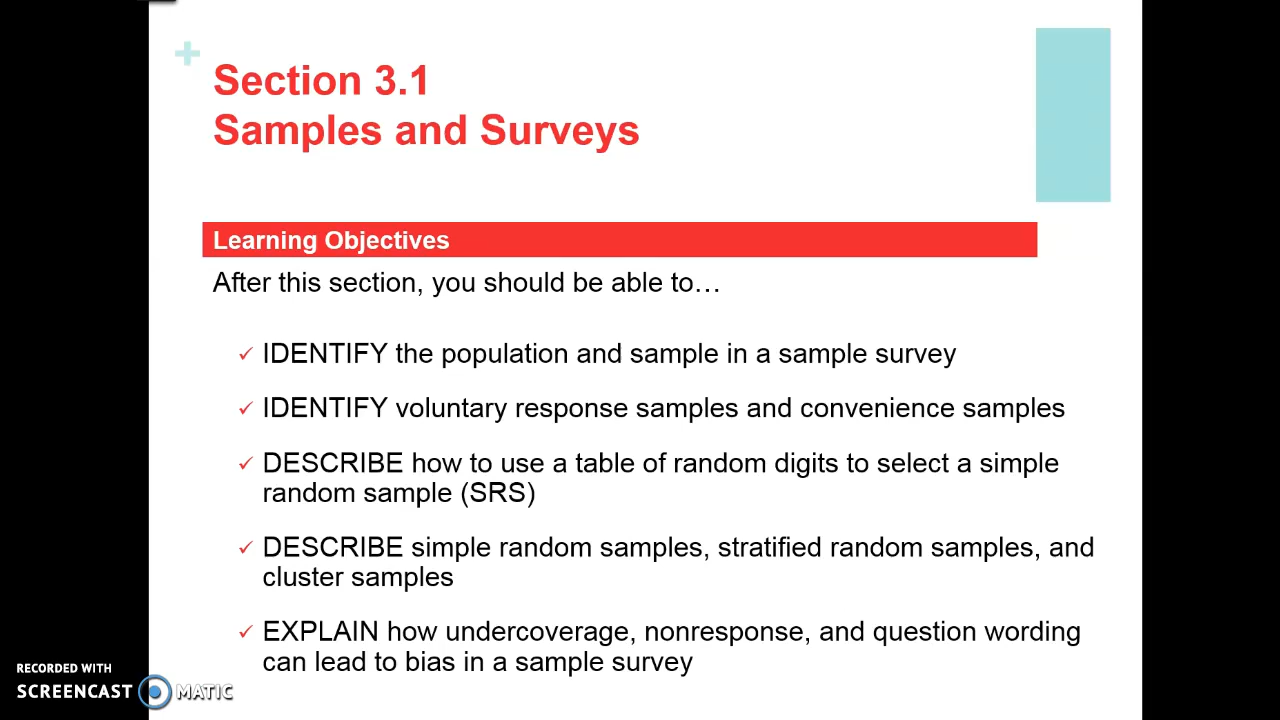 Section 3.1
Samples and Surveys
Learning Objectives
After this section, you should be able to…
✓ IDENTIFY the population and sample in a sample survey
✓ IDENTIFY voluntary response samples and convenience samples
✓ DESCRIBE how to use a table of random digits to select a simple
random sample (SRS)
✓ DESCRIBE simple random samples, stratified random samples, and
cluster samples
✓ EXPLAIN how undercoverage, nonresponse, and question wording
can lead to bias in a sample survey
RECORDED WITH
SCREENCAST MATIC